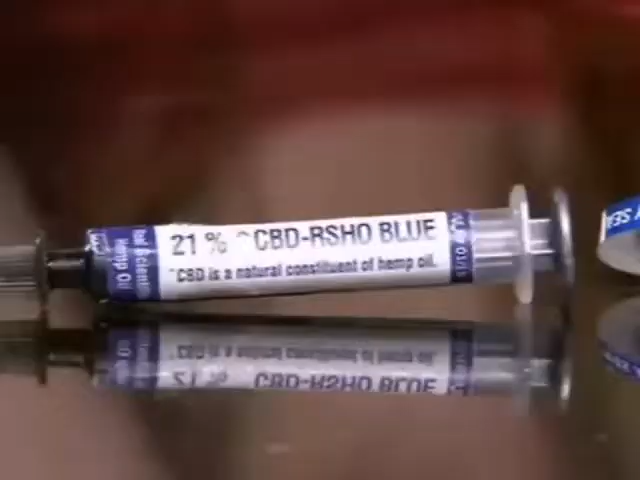 21 % ^CBD-RSHO BLUE
^CBD is a natural constituent of hemp oil.
Hemp Oil